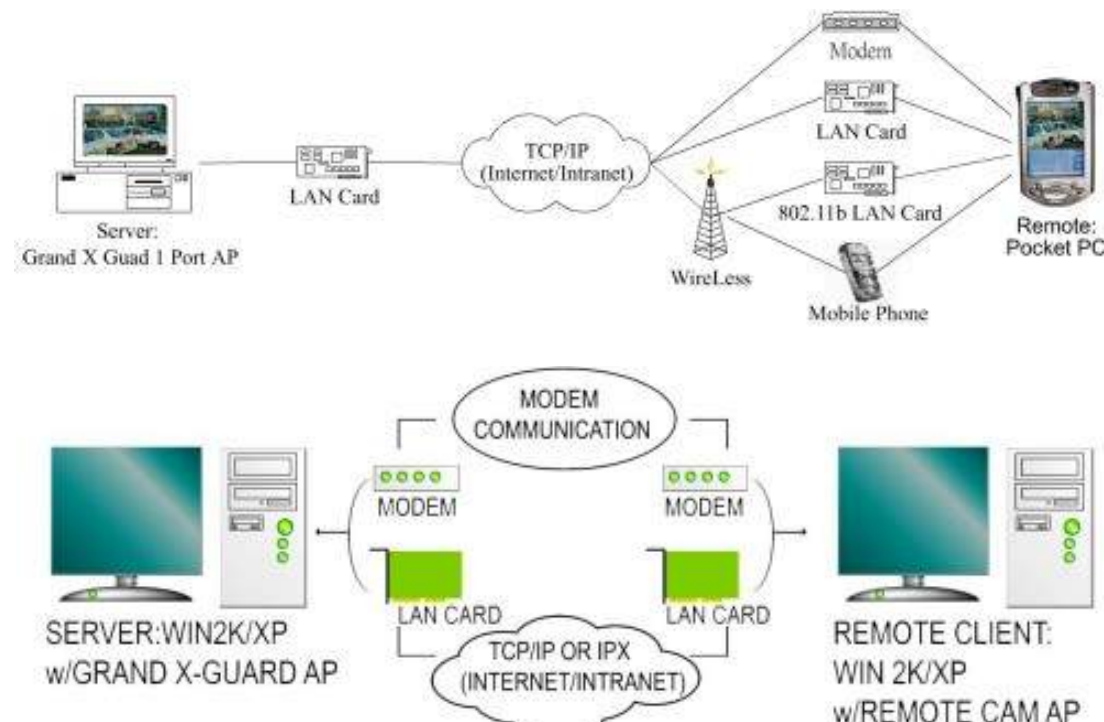 Modem
LAN Card
TCP/IP
(Internet/Intranet)
LAN Card
802.11b LAN Card
Server:
Grand X Guad 1 Port AP
Remote:
Pocket PC
WireLess
Mobile Phone
MODEM
COMMUNICATION
MODEM
MODEM
LAN CARD
LAN CARD
SERVER:WIN2K/XP
w/GRAND X-GUARD AP
TCP/IP OR IPX
(INTERNET/INTRANET)
REMOTE CLIENT:
WIN 2K/XP
w/REMOTE CAM AP